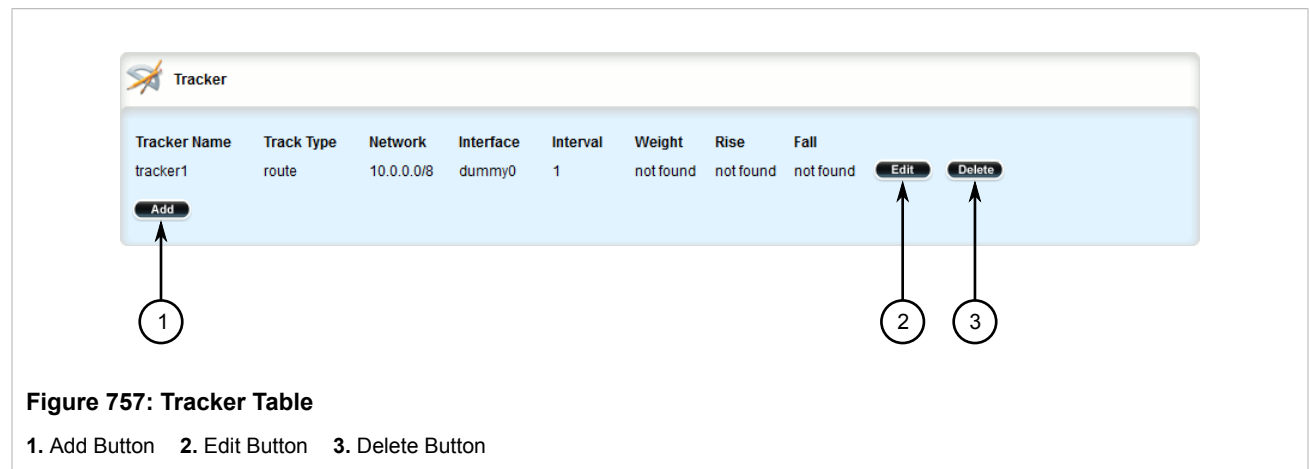 Tracker
Tracker Name Track Type Network Interface Interval Weight Rise Fall
tracker1 route 10.0.0.0/8 dummy0 1 not found not found not found Edit Delete
Add
1 2 3
Figure 757: Tracker Table
1. Add Button 2. Edit Button 3. Delete Button